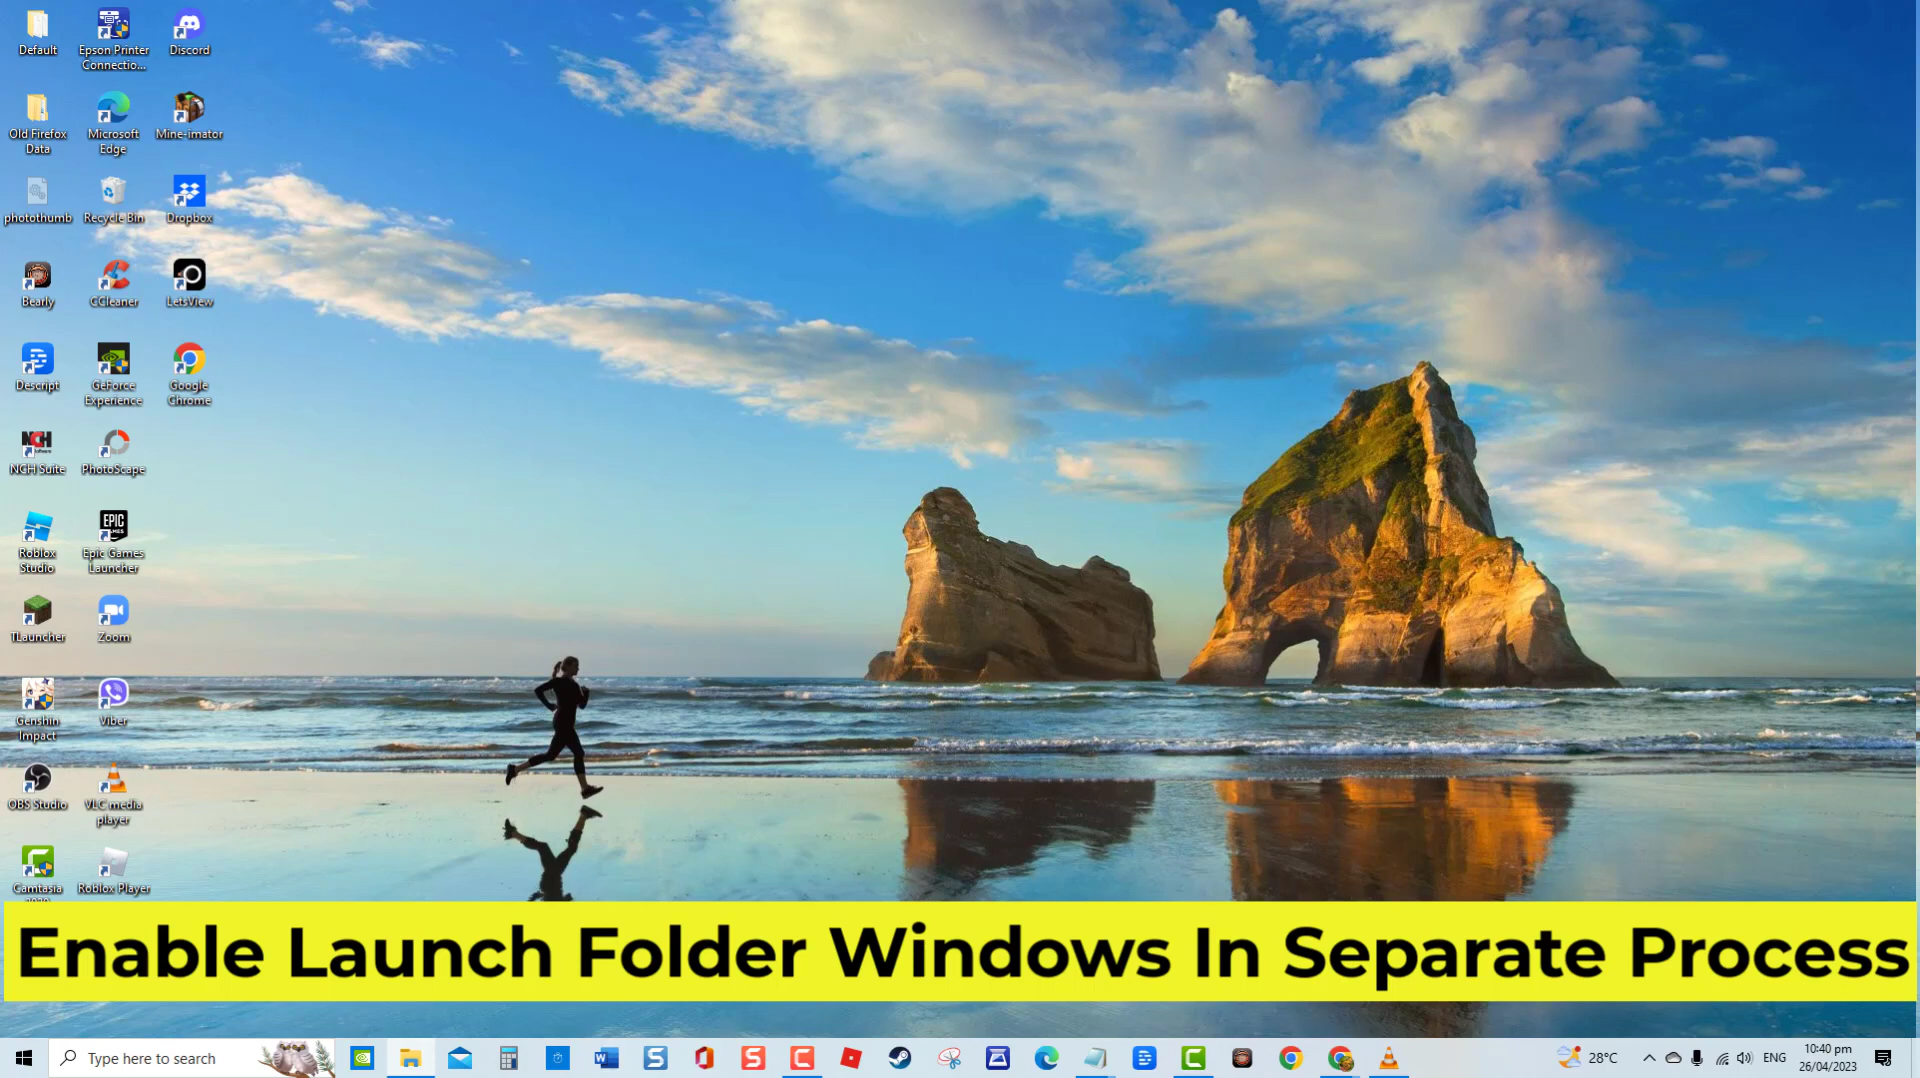 Default
Epson Printer
Connectio...
Discord
Old Firefox
Data
Microsoft
Edge
Mine-imator
photothumb
Recycle Bin
Dropbox
Bearly
CCleaner
LetsView
Descript
GeForce
Experience
Google
Chrome
NCH
NCH Suite
PhotoScape
Roblox
Studio
EPIC
GAMES
Epic Games
Launcher
TLauncher
Zoom
Genshin
Impact
Viber
OBS Studio
VLC media
player
Camtasia
Roblox Player
Enable Launch Folder Windows In Separate Process
Type here to search
28°C
ENG
10:40 pm
26/04/2023